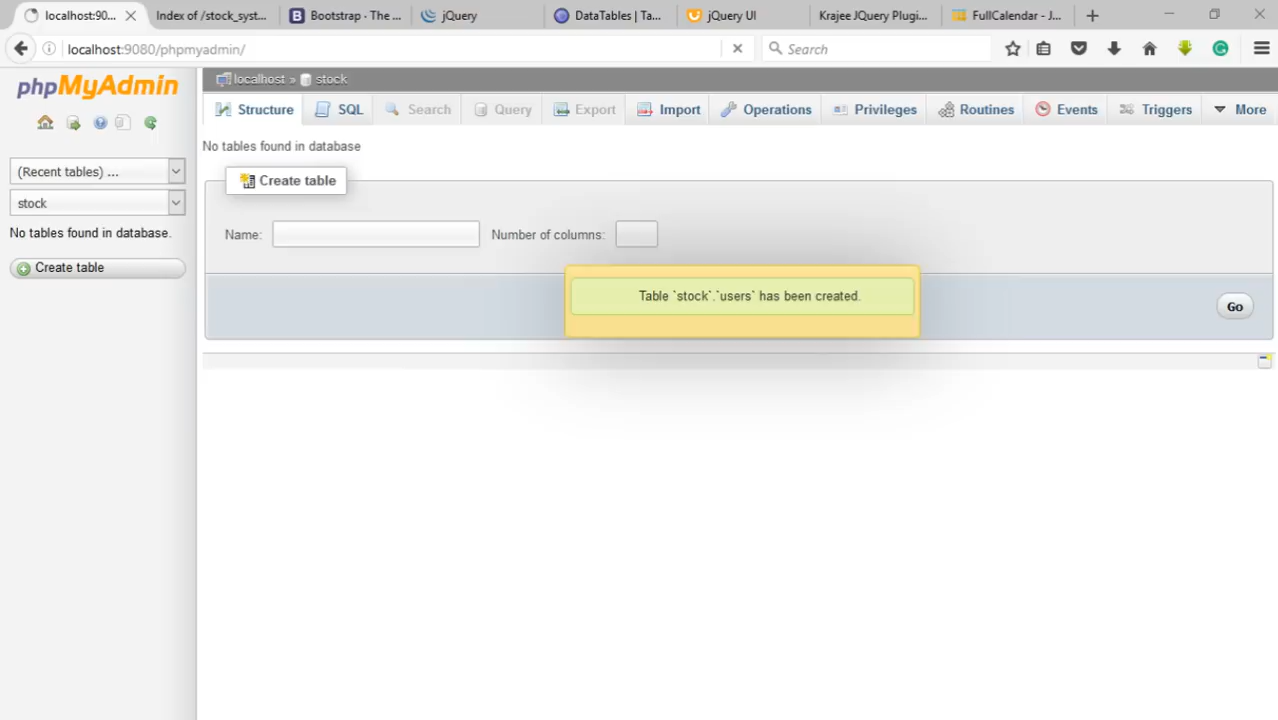 localhost:90...
Index of /stock_syst...
B Bootstrap · The ...
jQuery
DataTables | Ta...
jQuery UI
Krajee JQuery Plugi...
FullCalendar - J...
localhost:9080/phpmyadmin/
Search
phpMyAdmin
localhost » stock
Structure
SQL
Search
Query
Export
Import
Operations
Privileges
Routines
Events
Triggers
More
(Recent tables) ...
stock
No tables found in database.
Create table
No tables found in database
Create table
Name:
Number of columns:
Table `stock`.`users` has been created.
Go